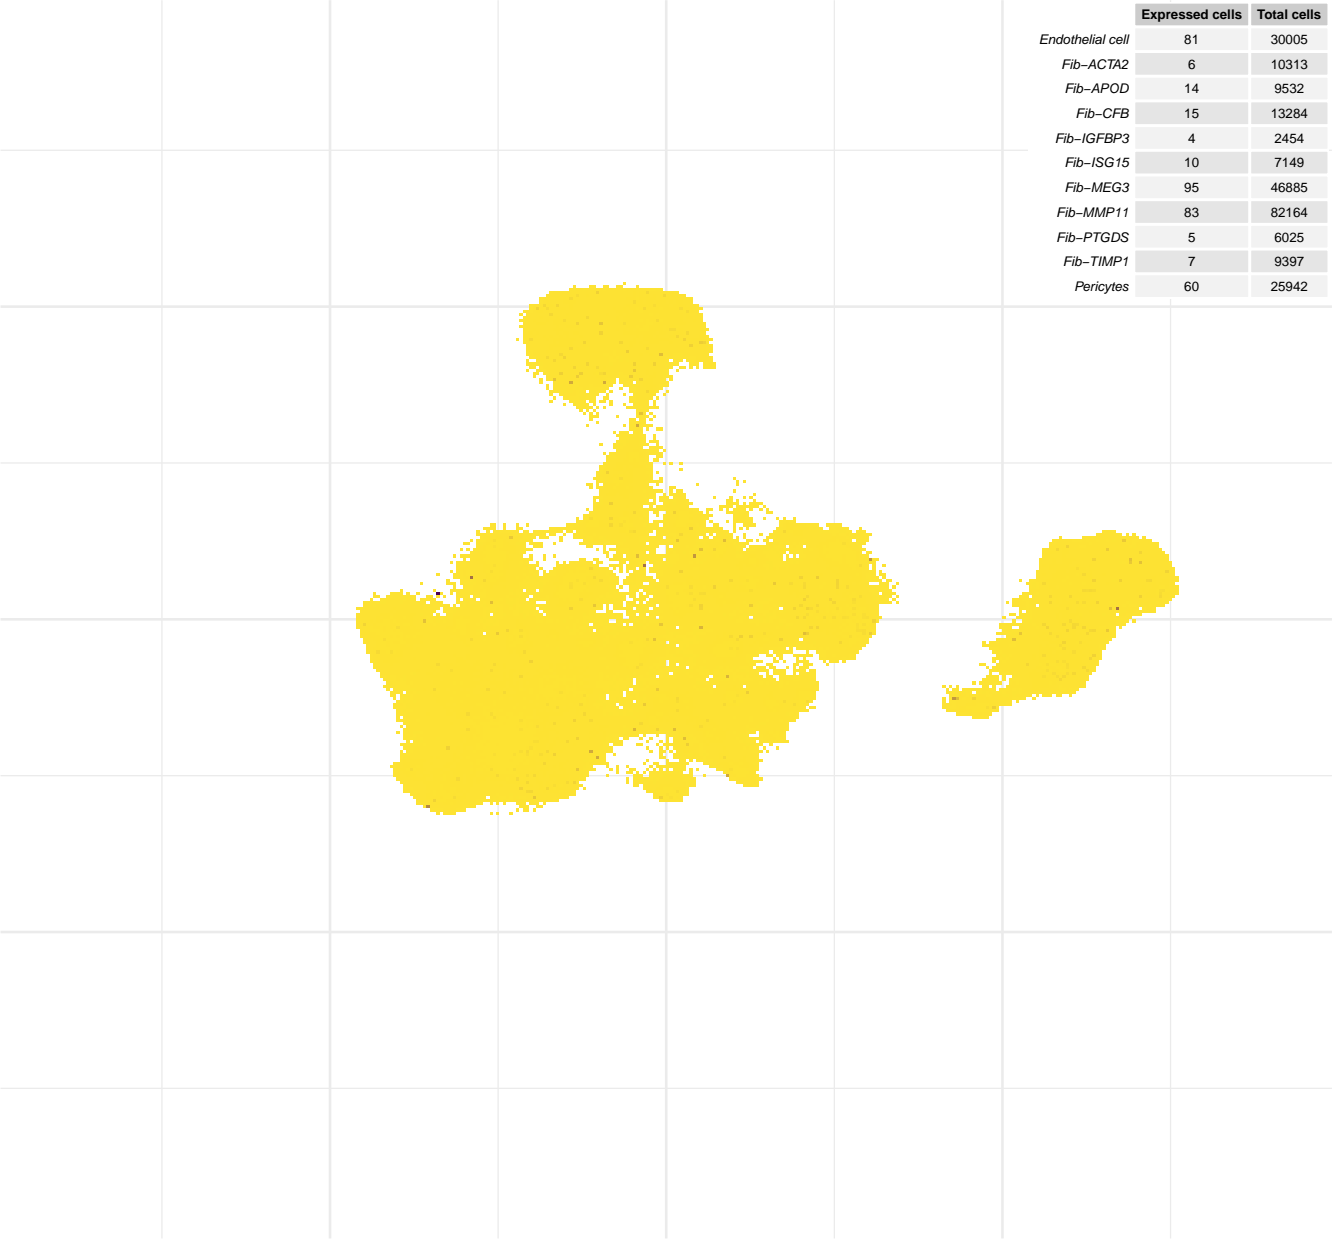 Expressed cells Total cells
Endothelial cell 81 30005
Fib−ACTA2 6 10313
Fib−APOD 14 9532
Fib−CFB 15 13284
Fib−IGFBP3 4 2454
Fib−ISG15 10 7149
Fib−MEG3 95 46885
Fib−MMP11 83 82164
Fib−PTGDS 5 6025
Fib−TIMP1 7 9397
Pericytes 60 25942